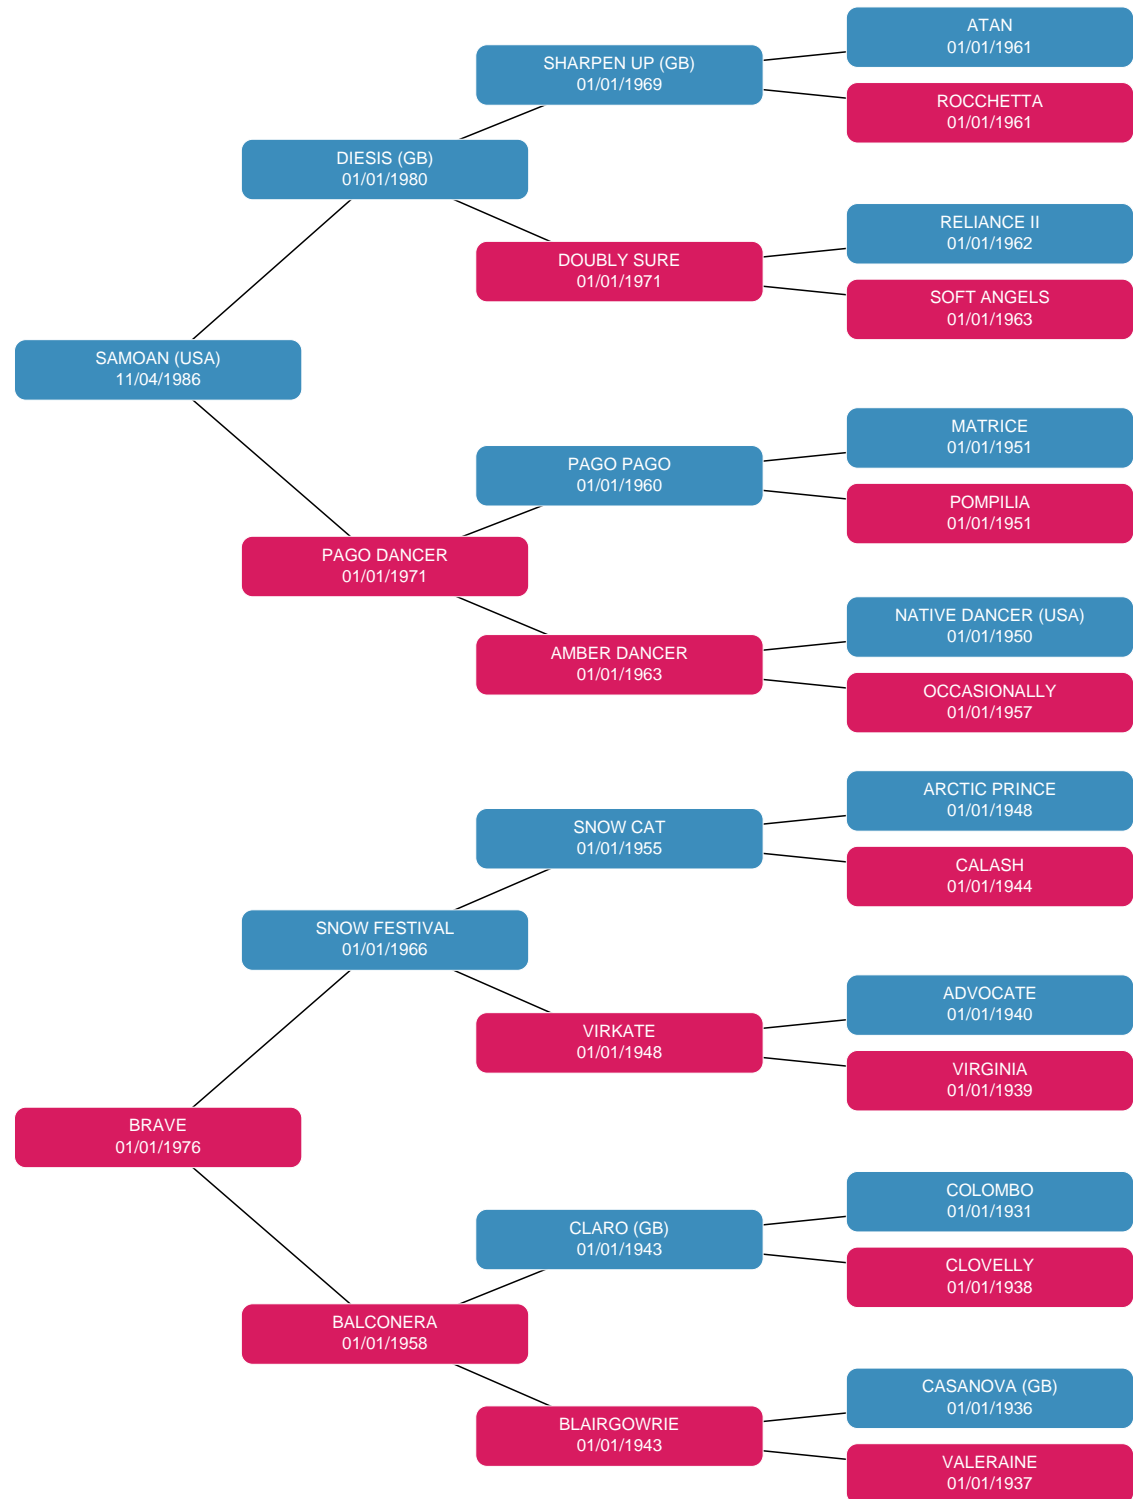 ATAN
01/01/1961
SHARPEN UP (GB)
01/01/1969
ROCCHETTA
01/01/1961
DIESIS (GB)
01/01/1980
RELIANCE II
01/01/1962
DOUBLY SURE
01/01/1971
SOFT ANGELS
01/01/1963
SAMOAN (USA)
11/04/1986
MATRICE
01/01/1951
PAGO PAGO
01/01/1960
POMPILIA
01/01/1951
PAGO DANCER
01/01/1971
NATIVE DANCER (USA)
01/01/1950
AMBER DANCER
01/01/1963
OCCASIONALLY
01/01/1957
ARCTIC PRINCE
01/01/1948
SNOW CAT
01/01/1955
CALASH
01/01/1944
SNOW FESTIVAL
01/01/1966
ADVOCATE
01/01/1940
VIRKATE
01/01/1948
VIRGINIA
01/01/1939
BRAVE
01/01/1976
COLOMBO
01/01/1931
CLARO (GB)
01/01/1943
CLOVELLY
01/01/1938
BALCONERA
01/01/1958
CASANOVA (GB)
01/01/1936
BLAIRGOWRIE
01/01/1943
VALERAINE
01/01/1937